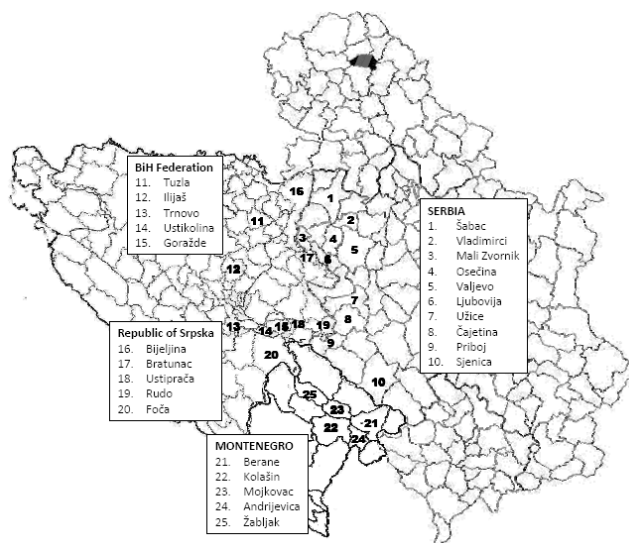 BiH Federation
11. Tuzla
12. Ilijaš
13. Trnovo
14. Ustikolina
15. Goražde
Republic of Srpska
16. Bijeljina
17. Bratunac
18. Ustiprača
19. Rudo
20. Foča
MONTENEGRO
21. Berane
22. Kolašin
23. Mojkovac
24. Andrijevica
25. Žabljak
SERBIA
1. Šabac
2. Vladimirci
3. Mali Zvornik
4. Osečina
5. Valjevo
6. Ljubovija
7. Užice
8. Čajetina
9. Priboj
10. Sjenica
16
1
11
2
3
4
17
6
5
12
7
13
14
15
18
19
8
9
20
10
25
23
22
21
24